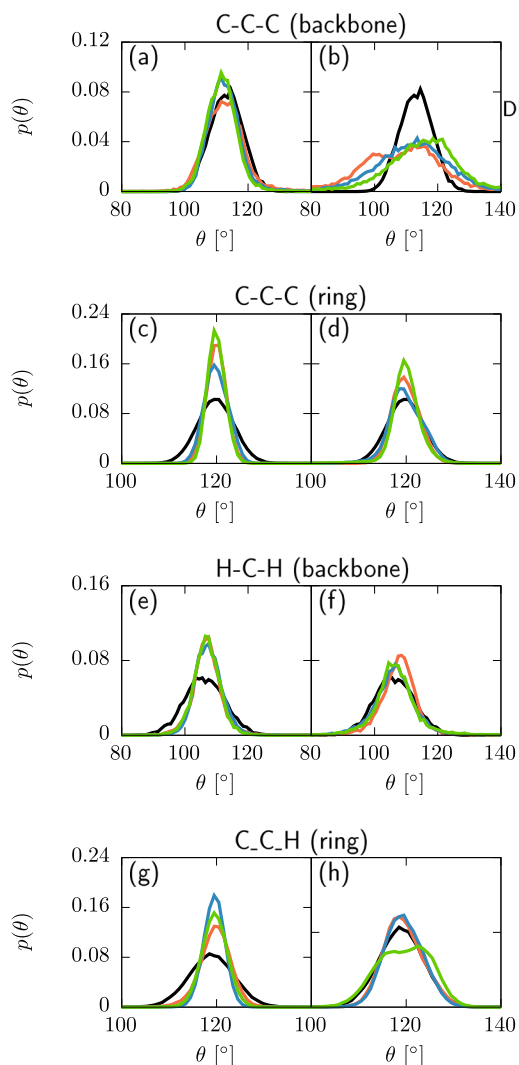 C-C-C (backbone)
0.12
(a)
(b)
0.08
p(θ)
D
0.04
0
80 100 120 80 100 120 140
θ [°] θ [°]
C-C-C (ring)
0.24
(c)
(d)
0.16
p(θ)
0.08
0
100 120 100 120 140
θ [°] θ [°]
H-C-H (backbone)
0.16
(e)
(f)
p(θ)
0.08
0
80 100 120 80 100 120 140
θ [°] θ [°]
C_C_H (ring)
0.24
(g)
(h)
0.16
p(θ)
0.08
0
100 120 100 120 140
θ [°] θ [°]